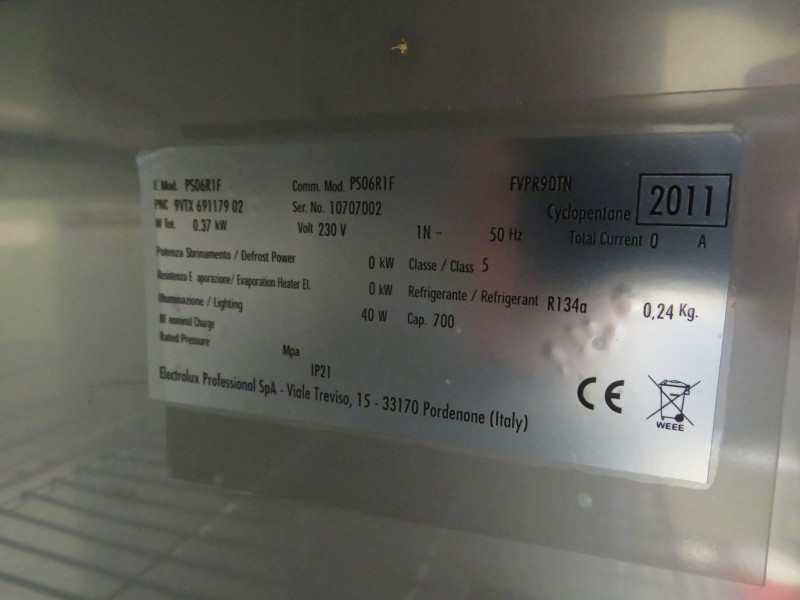 F. Mod. PS06R1F Comm. Mod. PS06R1F FVPR9DTN
PNC 9VTX 691179 02 Ser. No. 10707002 Cyclopentane 2011
W Tot. 0.37 kW Volt 230 V 1N ~ 50 Hz Total Current 0 A
Potenza Sbrinamento / Defrost Power 0 kW Classe / Class 5
Resistenza E aporazione/ Evaporation Heater El. 0 kW Refrigerante / Refrigerant R134a 0,24 Kg.
Illuminazione / Lighting 40 W Cap. 700
RF nominal Charge
Rated Pressure Mpa
IP21
Electrolux Professional SpA - Viale Treviso, 15 - 33170 Pordenone (Italy)
CE
WEEE